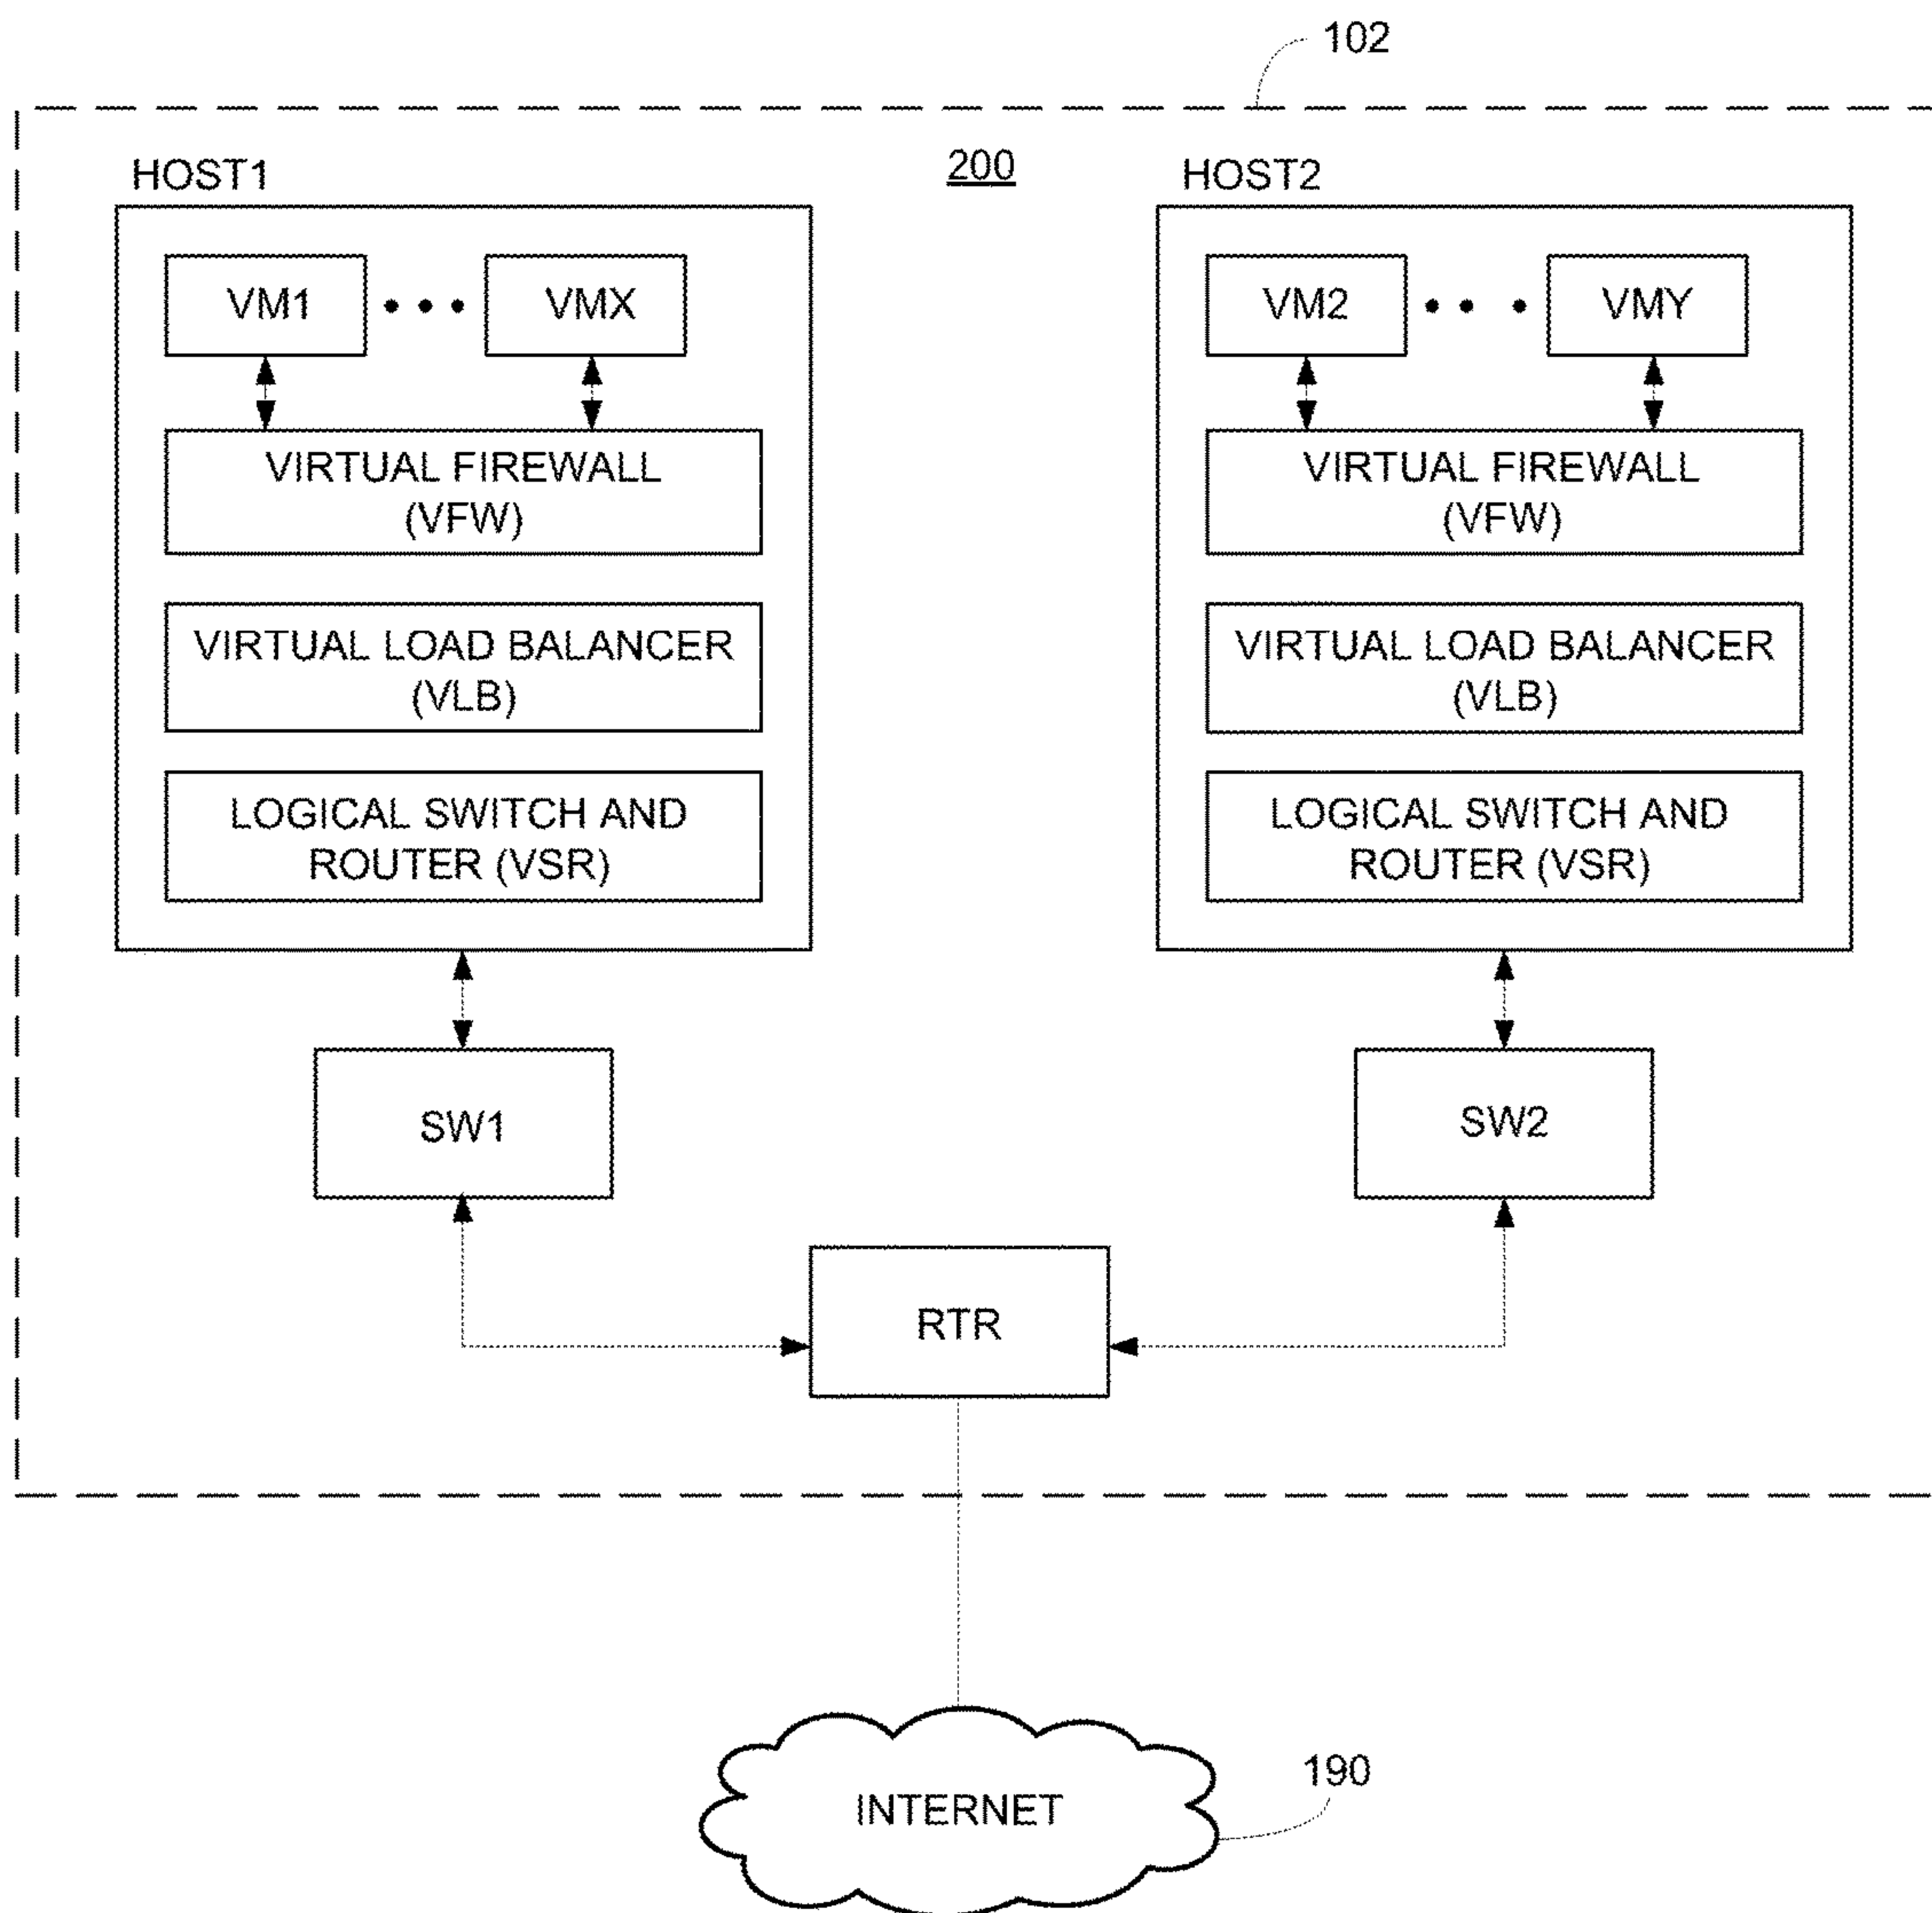 102
200
HOST1
VM1
VMX
VIRTUAL FIREWALL
(VFW)
VIRTUAL LOAD BALANCER
(VLB)
LOGICAL SWITCH AND
ROUTER (VSR)
HOST2
VM2
VMY
VIRTUAL FIREWALL
(VFW)
VIRTUAL LOAD BALANCER
(VLB)
LOGICAL SWITCH AND
ROUTER (VSR)
SW1
SW2
RTR
190
INTERNET